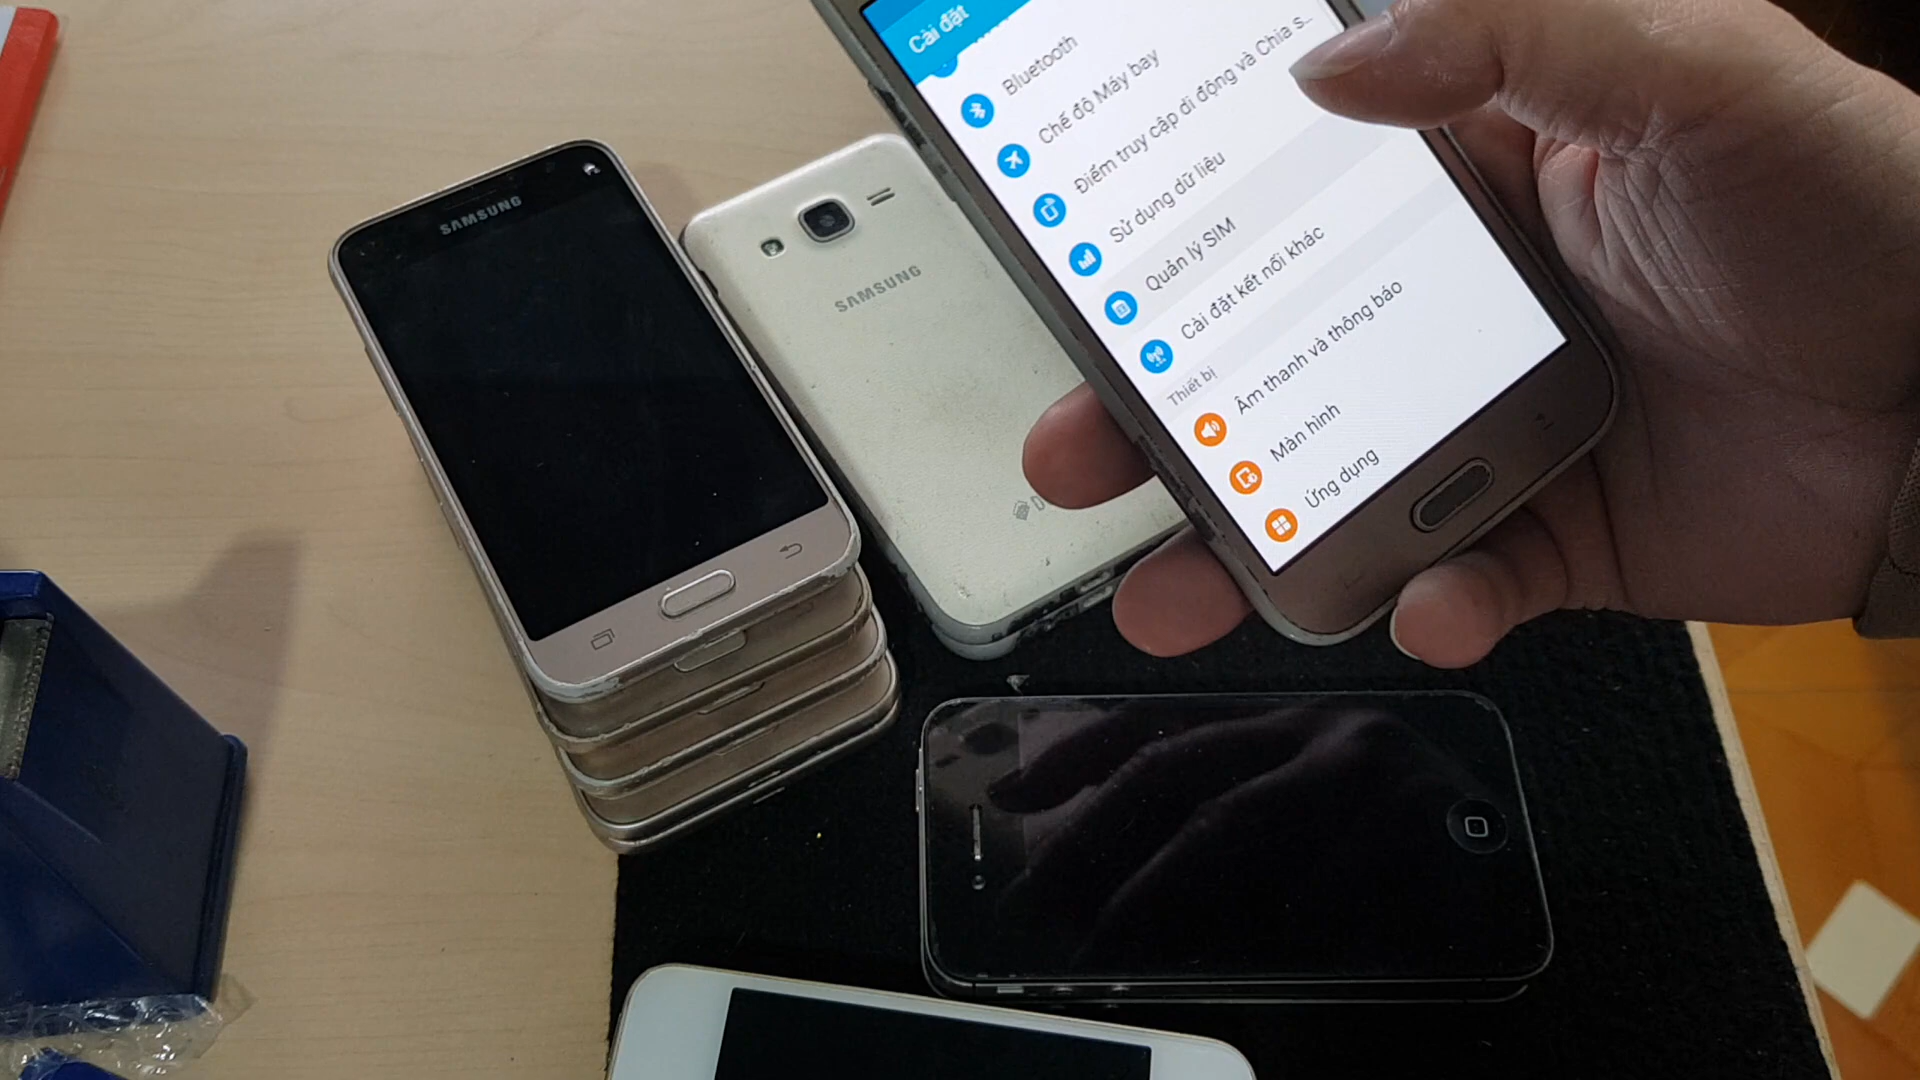 Cài đặt
Bluetooth
Chế độ Máy bay
Điểm truy cập di động và Chia s...
Sử dụng dữ liệu
Quản lý SIM
Cài đặt kết nối khác
Thiết bị
Âm thanh và thông báo
Màn hình
Ứng dụng
SAMSUNG
SAMSUNG